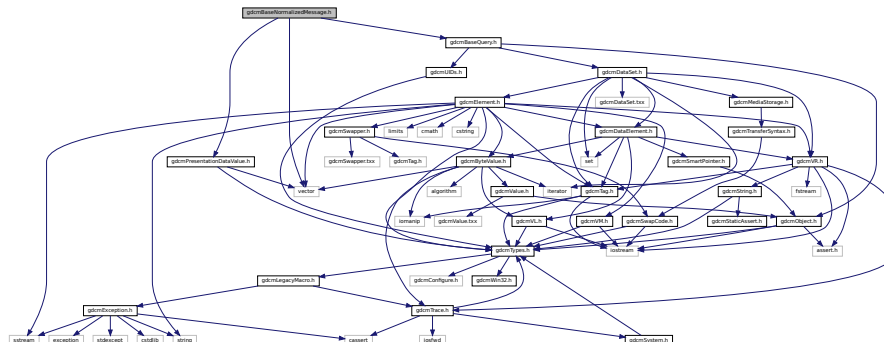 gdcmBaseNormalizedMessage.h
gdcmBaseQuery.h
gdcmUIDs.h
gdcmDataSet.h
gdcmElement.h
gdcmDataSet.txx
gdcmMediaStorage.h
gdcmSwapper.h
limits
cmath
cstring
gdcmDataElement.h
gdcmTransferSyntax.h
gdcmPresentationDataValue.h
gdcmSwapper.txx
gdcmTag.h
gdcmByteValue.h
set
gdcmSmartPointer.h
gdcmVR.h
vector
algorithm
gdcmValue.h
iterator
gdcmTag.h
gdcmString.h
fstream
iomanip
gdcmValue.txx
gdcmVL.h
gdcmVM.h
gdcmSwapCode.h
gdcmStaticAssert.h
gdcmObject.h
gdcmTypes.h
iostream
assert.h
gdcmLegacyMacro.h
gdcmConfigure.h
gdcmWin32.h
gdcmException.h
gdcmTrace.h
sstream
exception
stdexcept
cstdlib
string
cassert
iosfwd
gdcmSystem.h